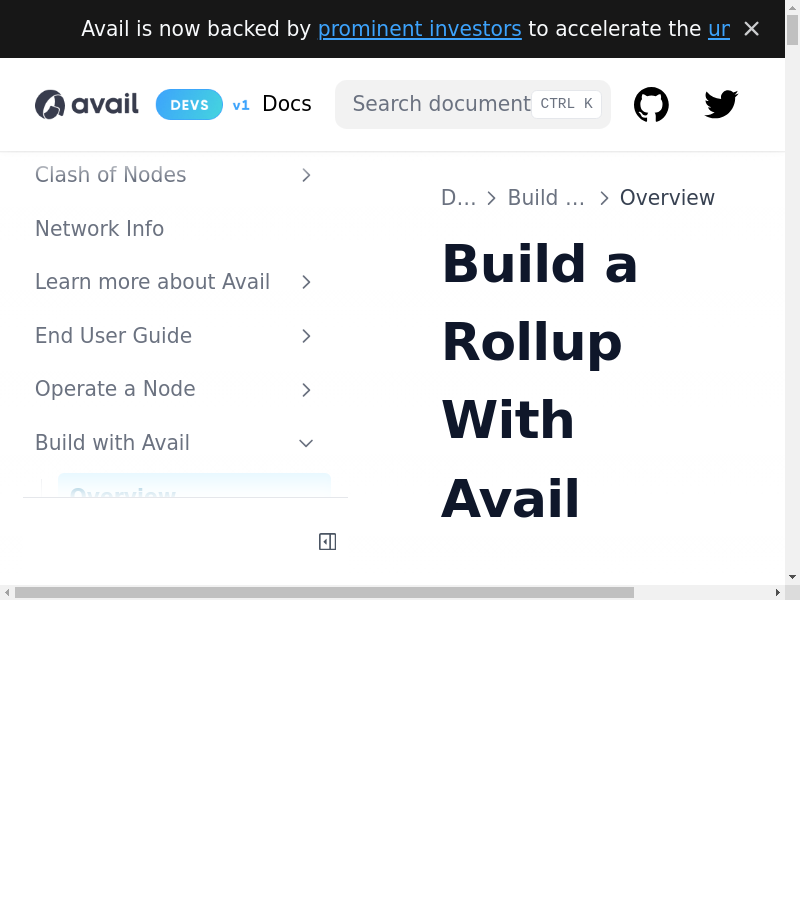 Avail is now backed by prominent investors to accelerate the ur
avail DEVS v1 Docs Search document CTRL K
Clash of Nodes
Network Info
Learn more about Avail
End User Guide
Operate a Node
Build with Avail
Overview
D… Build … Overview
Build a
Rollup
With
Avail